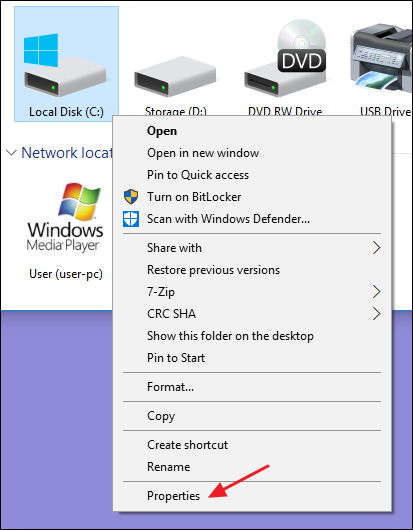 DVD
Local Disk (C:)
Storage (D:)
DVD RW Drive
USB Drive
Open
Network locat
Open in new window
Pin to Quick access
Turn on BitLocker
Windows
MediaPlayer
Scan with Windows Defender...
Share with
User (user-pc)
Restore previous versions
7-Zip
CRC SHA
Show this folder on the desktop
Pin to Start
Format...
Copy
Create shortcut
Rename
Properties